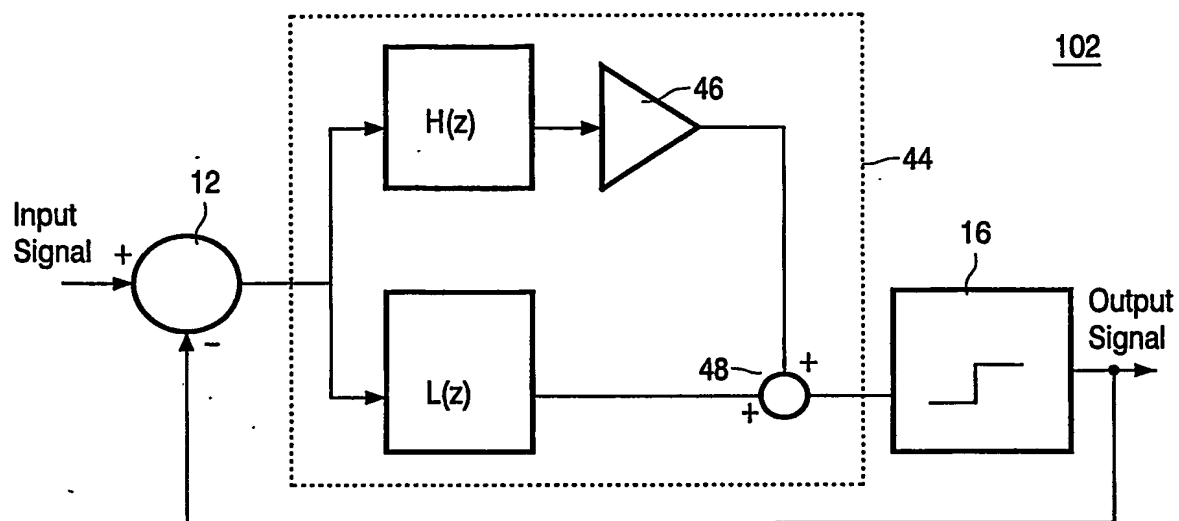 102
46
H(z)
44
12
Input
Signal
+
16
Output
Signal
−
48
+
+
L(z)